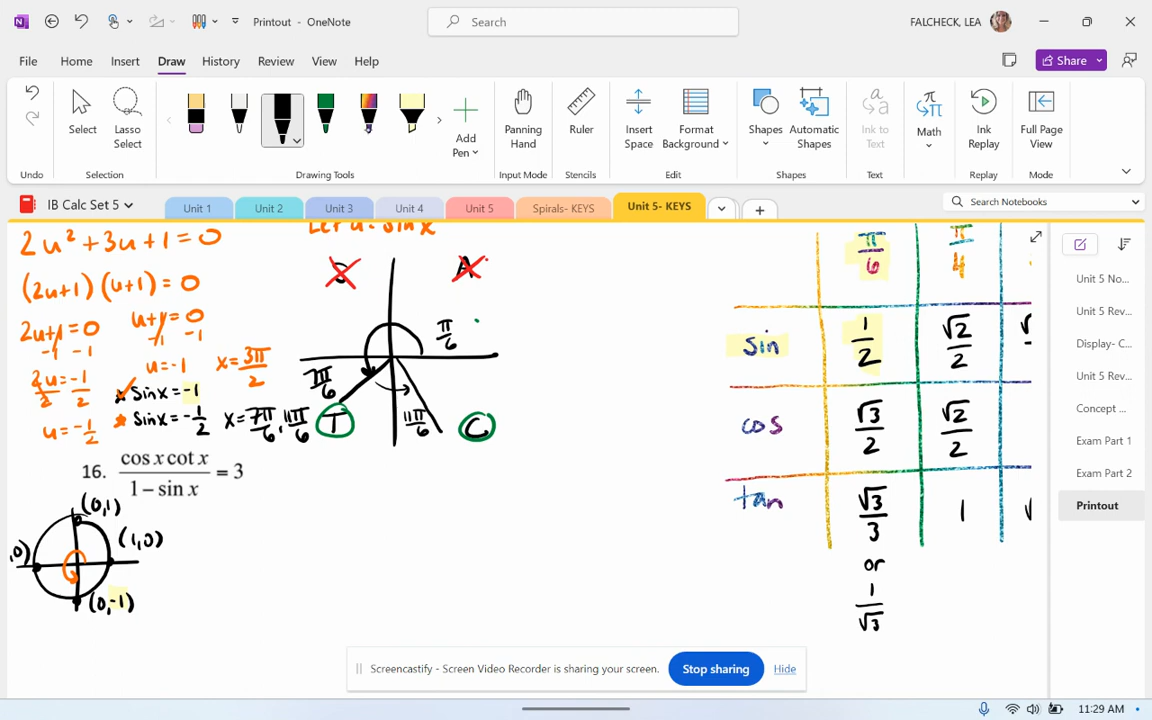 Printout - OneNote
Search
FALCHECK, LEA
File Home Insert Draw History Review View Help
Share
Undo
Select
Lasso Select
Selection
Add Pen
Drawing Tools
Panning Hand
Input Mode
Ruler
Stencils
Insert Space
Format Background
Edit
Shapes
Automatic Shapes
Shapes
Ink to Text
Text
Math
Math
Ink Replay
Replay
Full Page View
Mode
IB Calc Set 5
Unit 1
Unit 2
Unit 3
Unit 4
Unit 5
Spirals- KEYS
Unit 5- KEYS
Search Notebooks
Let u = sin x
2u² + 3u + 1 = 0
(2u+1)(u+1) = 0
2u+1 = 0
-1 -1
2u = -1
2 2
u = -1/2
u+1 = 0
-1 -1
u = -1
x = 3π/2
sin x = -1
sin x = -1/2
x = 7π/6, 11π/6
S
A
π/6
7π/6
11π/6
T
C
16. cos x cot x / 1 − sin x = 3
(0,1)
(1,0)
,0)
(0,-1)
π/6
π/4
sin
1/2
√2/2
cos
√3/2
√2/2
tan
√3/3
1
√
or
1/√3
Unit 5 No...
Unit 5 Rev...
Display- C...
Unit 5 Rev...
Concept ...
Exam Part 1
Exam Part 2
Printout
Screencastify - Screen Video Recorder is sharing your screen.
Stop sharing
Hide
11:29 AM